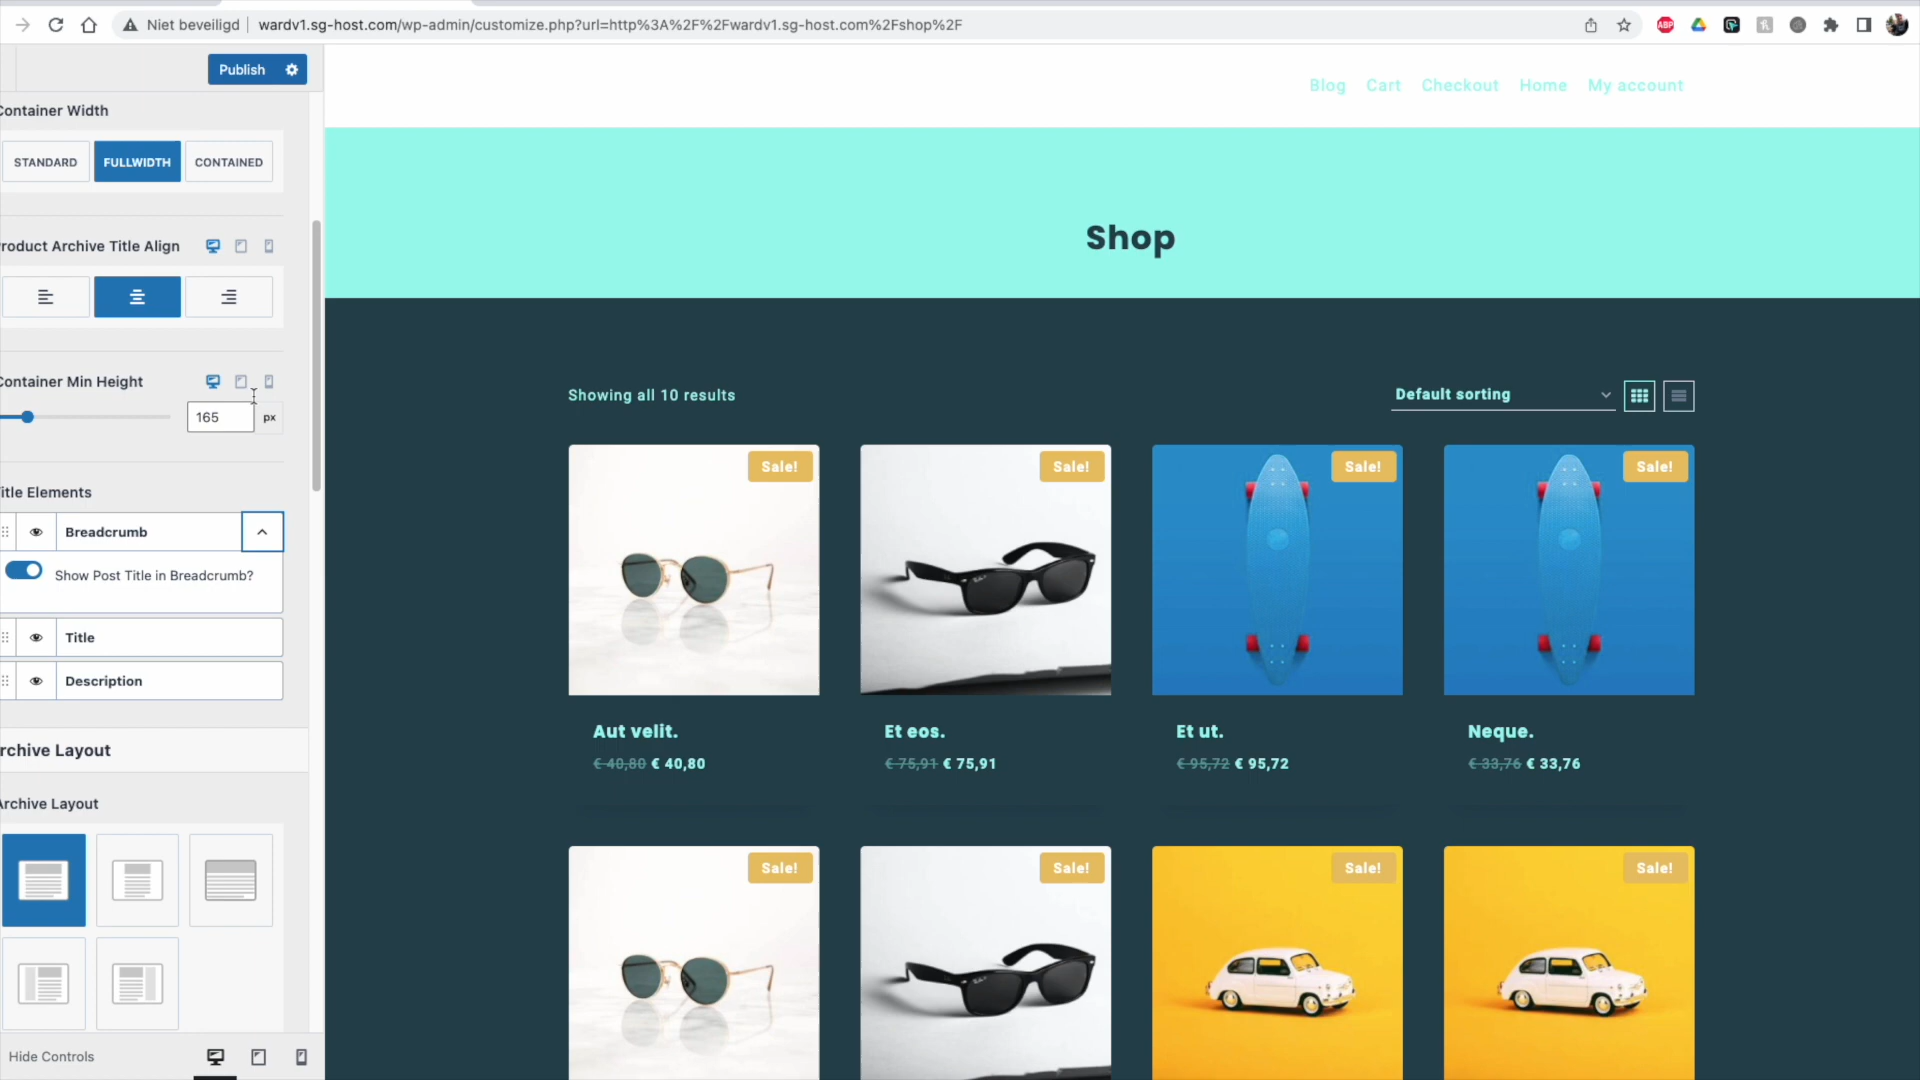 Niet beveiligd
wardv1.sg-host.com/wp-admin/customize.php?url=http%3A%2F%2Fwardv1.sg-host.com%2Fshop%2F
ABP
Publish
Container Width
STANDARD FULLWIDTH CONTAINED
roduct Archive Title Align
Container Min Height
165 px
itle Elements
Breadcrumb
Show Post Title in Breadcrumb?
Title
Description
rchive Layout
Archive Layout
Hide Controls
Blog Cart Checkout Home My account
Shop
Showing all 10 results
Default sorting
Sale! Sale! Sale! Sale!
Aut velit. Et eos. Et ut. Neque.
€ 40,80 € 40,80 € 75,91 € 75,91 € 95,72 € 95,72 € 33,76 € 33,76
Sale! Sale! Sale! Sale!